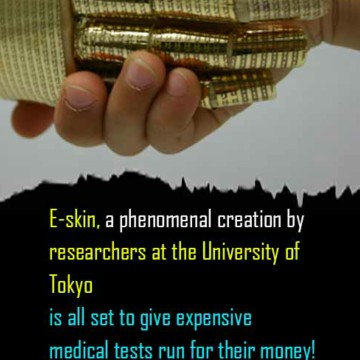 E-skin, a phenomenal creation by
researchers at the University of
Tokyo
is all set to give expensive
medical tests run for their money!